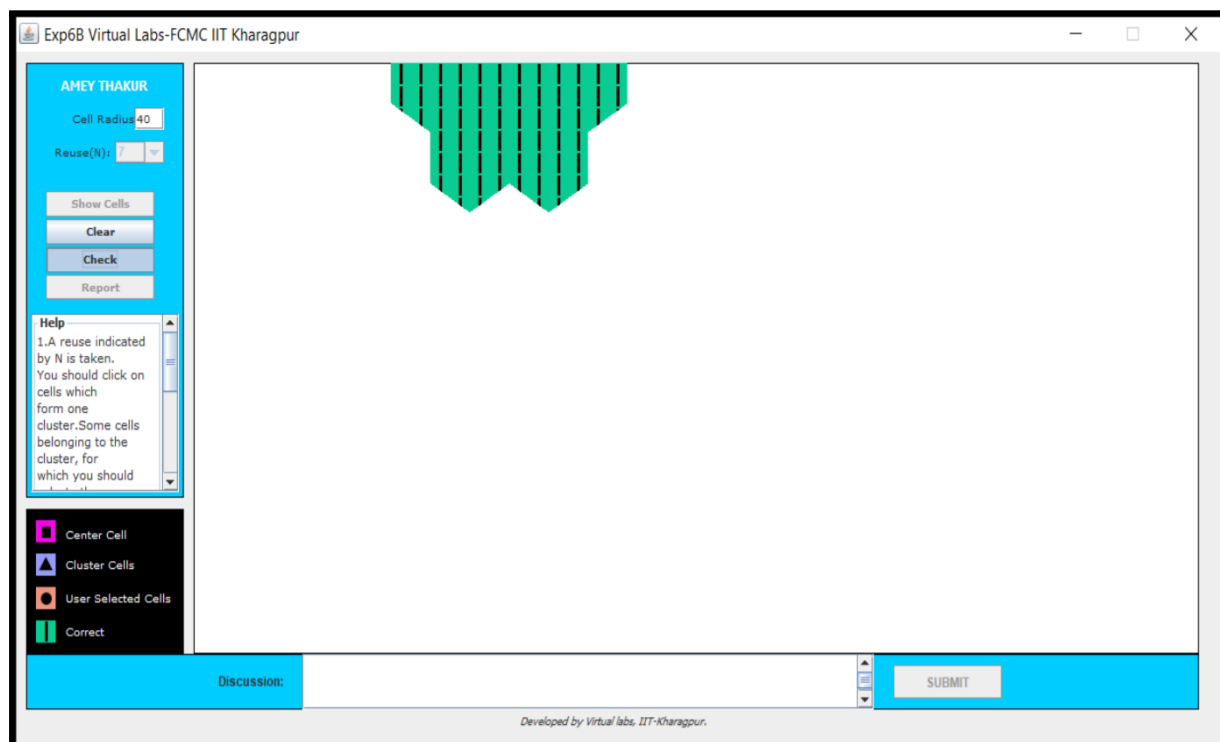 Exp6B Virtual Labs-FCMC IIT Kharagpur
AMEY THAKUR
Cell Radius 40
Reuse(N): 7
Show Cells
Clear
Check
Report
Help
1.A reuse indicated
by N is taken.
You should click on
cells which
form one
cluster.Some cells
belonging to the
cluster, for
which you should
Center Cell
Cluster Cells
User Selected Cells
Correct
Discussion:
SUBMIT
Developed by Virtual labs, IIT-Kharagpur.